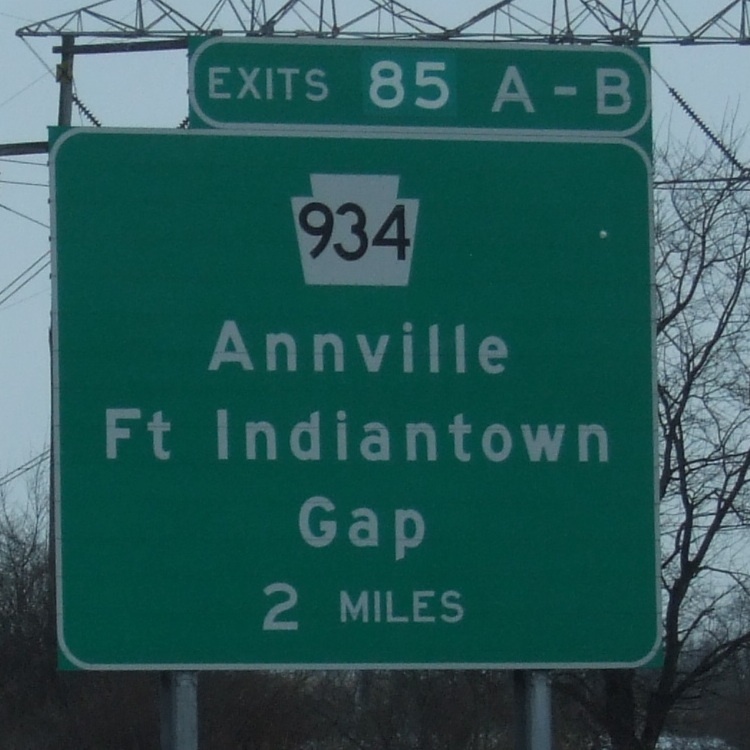 EXITS 85 A-B
934
Annville
Ft Indiantown
Gap
2 MILES